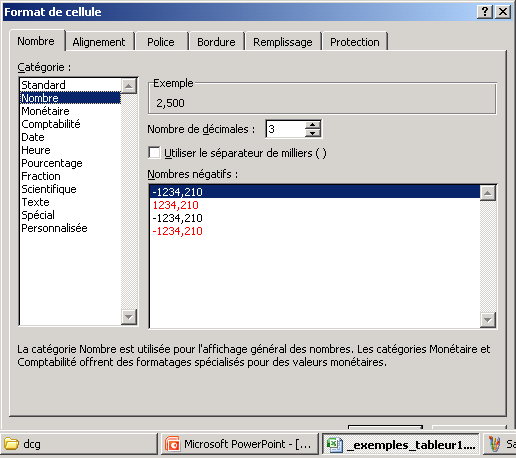 Format de cellule
Nombre Alignement Police Bordure Remplissage Protection
Catégorie :
Standard
Nombre
Monétaire
Comptabilité
Date
Heure
Pourcentage
Fraction
Scientifique
Texte
Spécial
Personnalisée
Exemple
2,500
Nombre de décimales : 3
Utiliser le séparateur de milliers ( )
Nombres négatifs :
-1234,210
1234,210
-1234,210
-1234,210
La catégorie Nombre est utilisée pour l'affichage général des nombres. Les catégories Monétaire et
Comptabilité offrent des formatages spécialisés pour des valeurs monétaires.
dcg Microsoft PowerPoint - [... _exemples_tableur1.... Sa